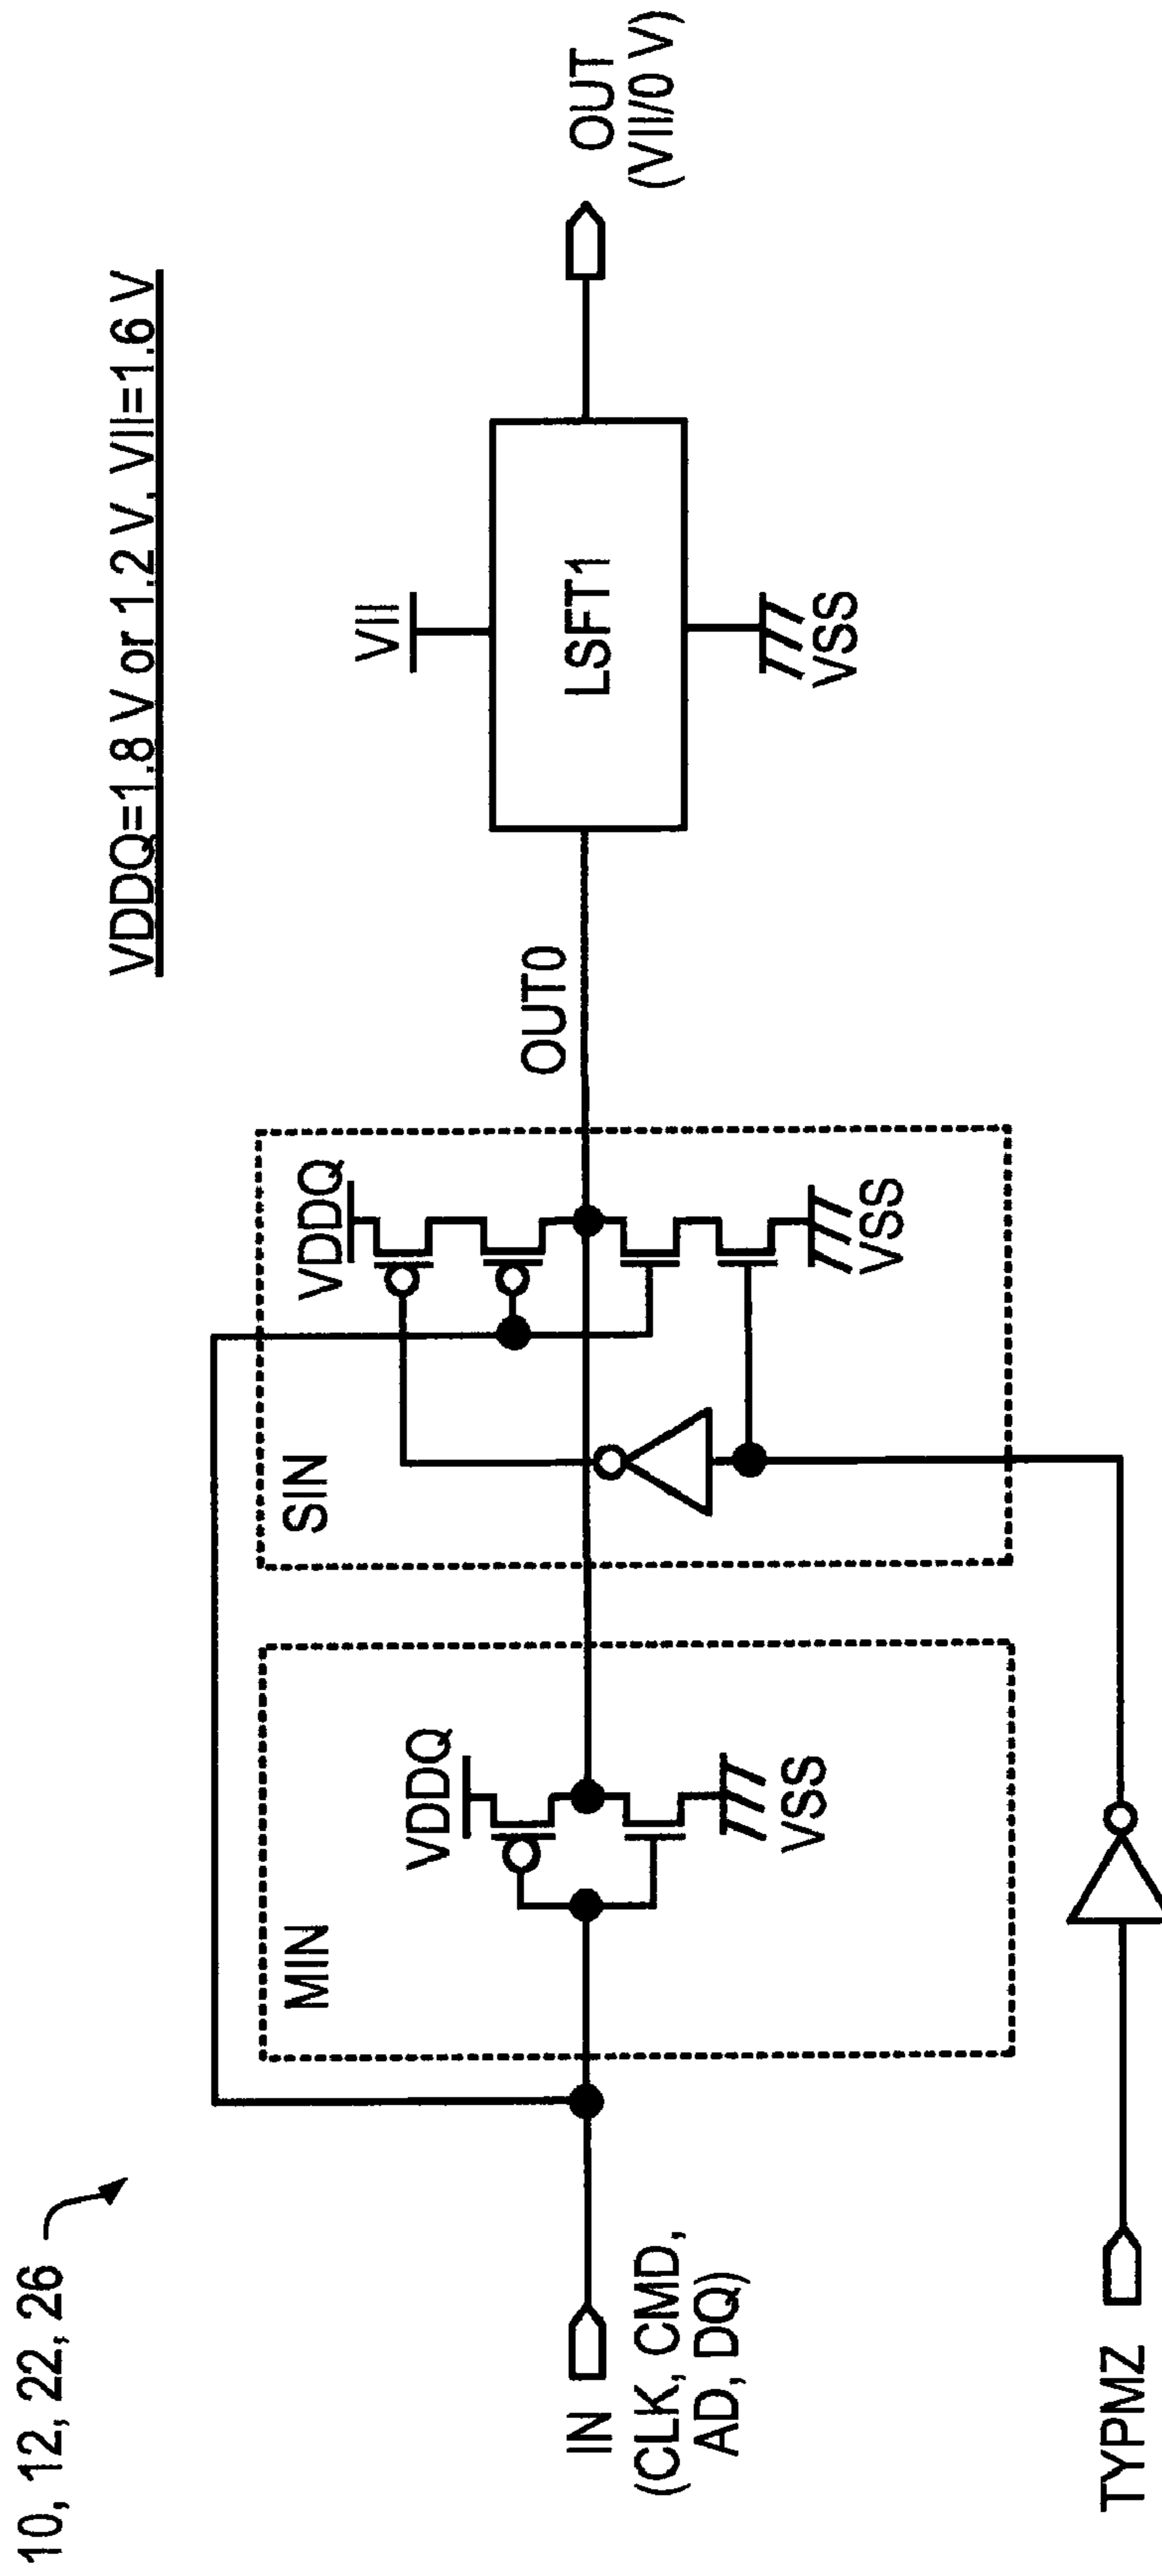 10, 12, 22, 26
VDDQ=1.8 V or 1.2 V, VII=1.6 V
IN
(CLK, CMD,
AD, DQ)
MIN
VDDQ
VSS
SIN
VDDQ
VSS
OUT0
VII
LSFT1
VSS
OUT
(VII/0 V)
TYPMZ